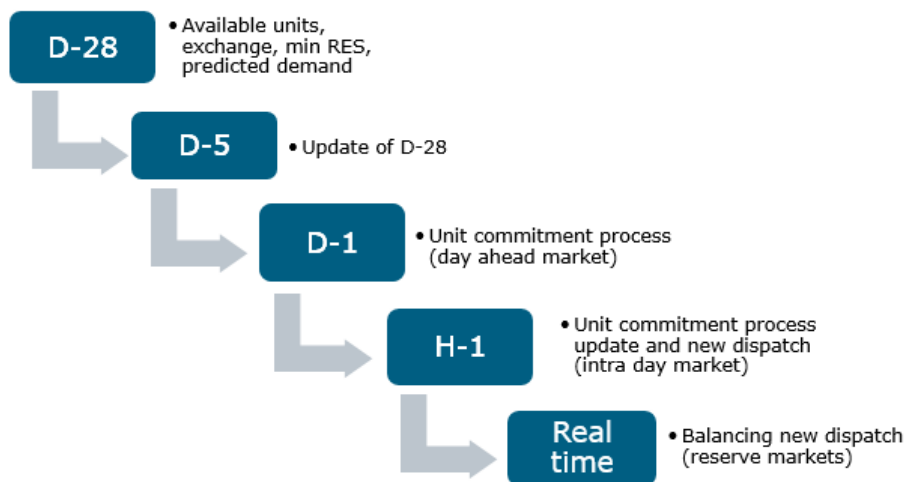 D-28
• Available units,
exchange, min RES,
predicted demand
D-5
• Update of D-28
D-1
• Unit commitment process
(day ahead market)
H-1
• Unit commitment process
update and new dispatch
(intra day market)
Real
time
• Balancing new dispatch
(reserve markets)